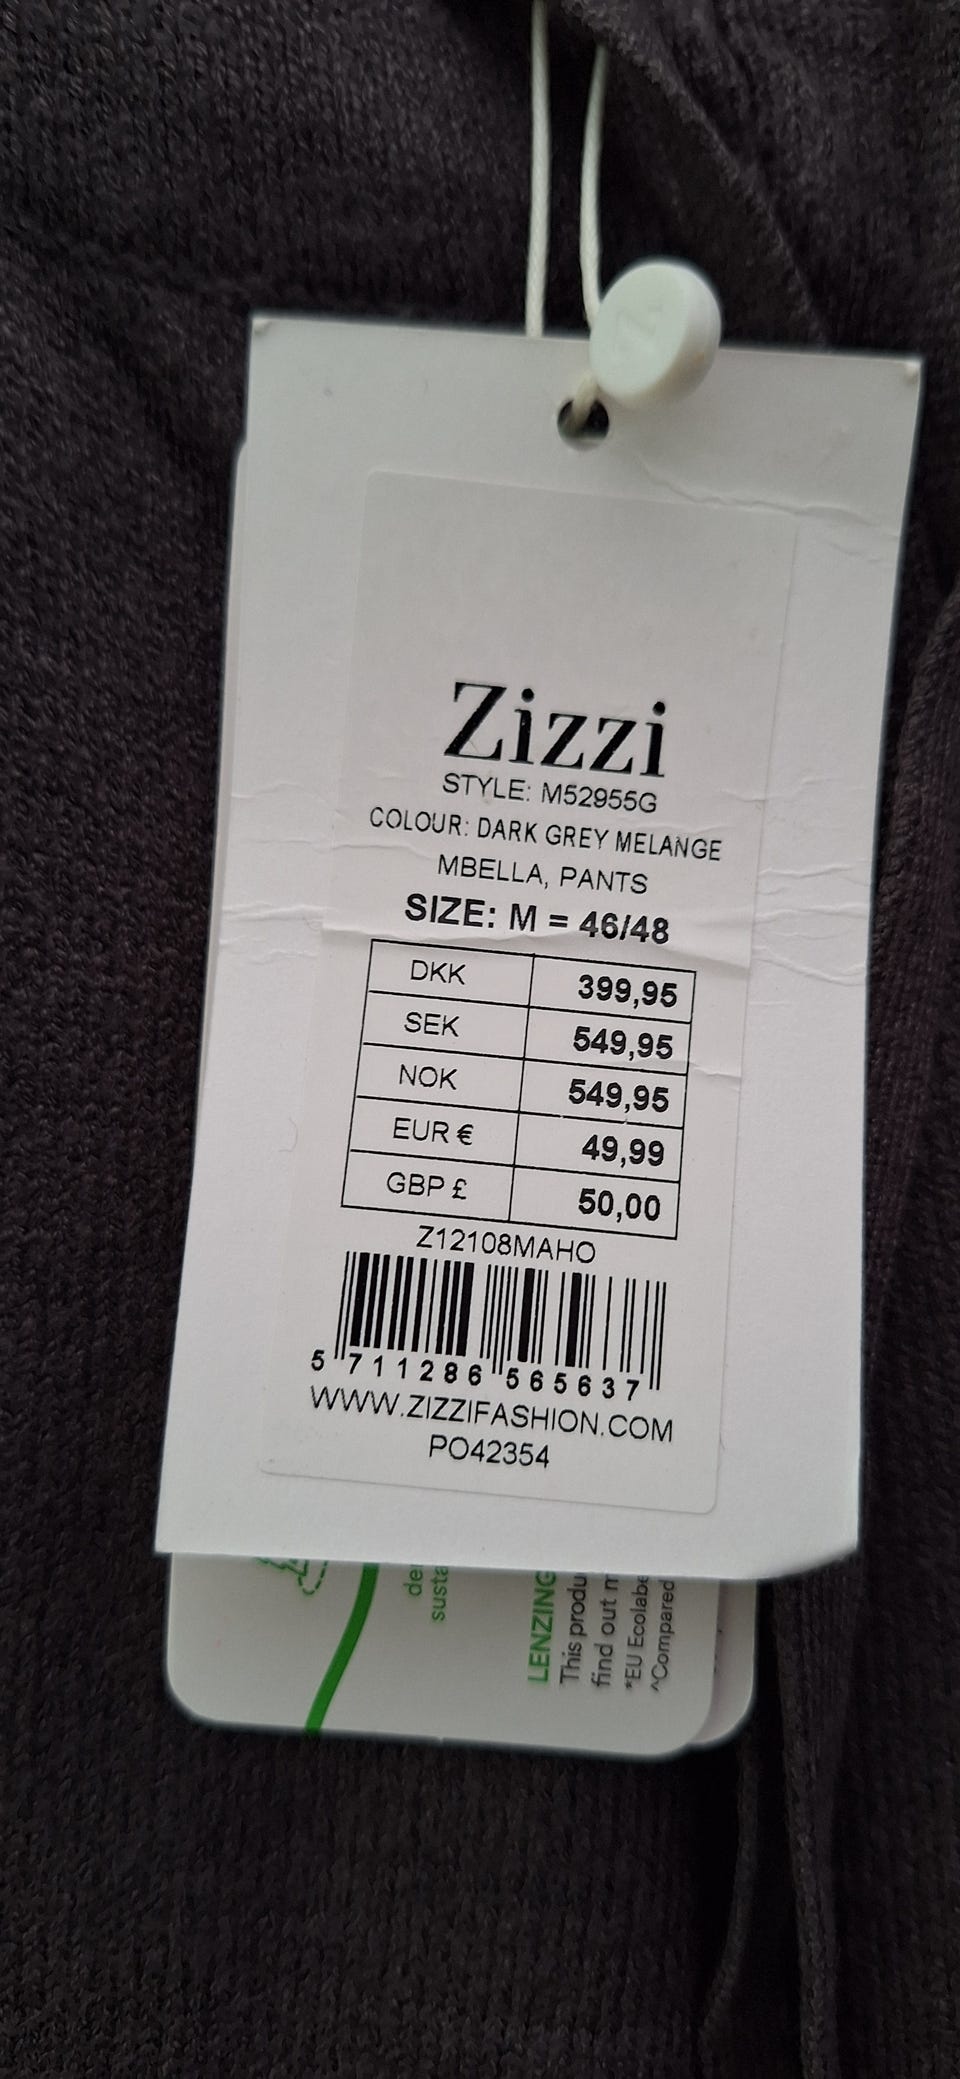 Zizzi
STYLE: M52955G
COLOUR: DARK GREY MELANGE
MBELLA, PANTS
SIZE: M = 46/48
DKK 399,95
SEK 549,95
NOK 549,95
EUR € 49,99
GBP £ 50,00
Z12108MAHO
5 711286 565637
WWW.ZIZZIFASHION.COM
PO42354
de
susta
LENZING
This produ
find out m
*EU Ecolabe
^Compared